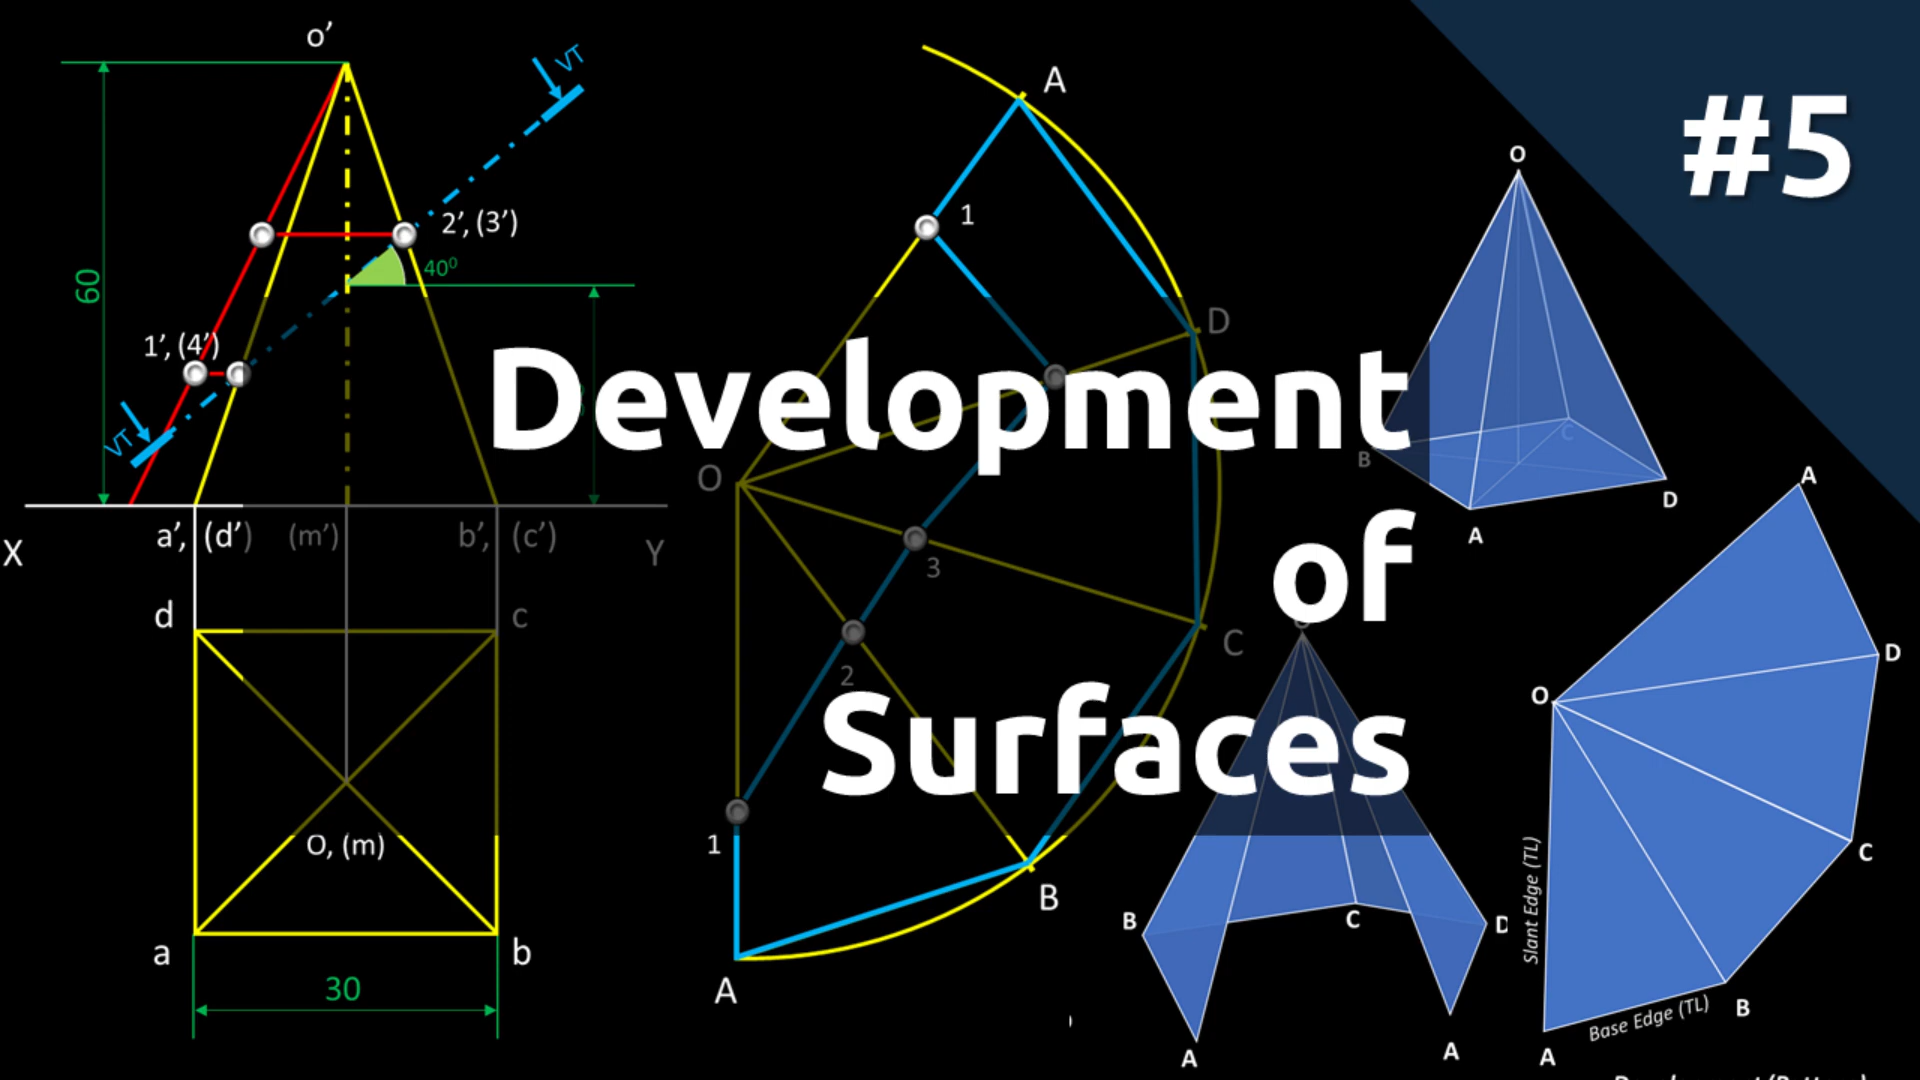 #5
Development
of
Surfaces
o’
VT
2’, (3’)
40⁰
60
1’, (4’)
VT
X
a’, (d’)
(m’)
b’, (c’)
Y
d
c
O, (m)
a
b
30
A
1
D
O
3
2
C
1
B
A
O
B
C
A
D
B
C
D
A
A
A
O
D
C
B
A
Slant Edge (TL)
Base Edge (TL)